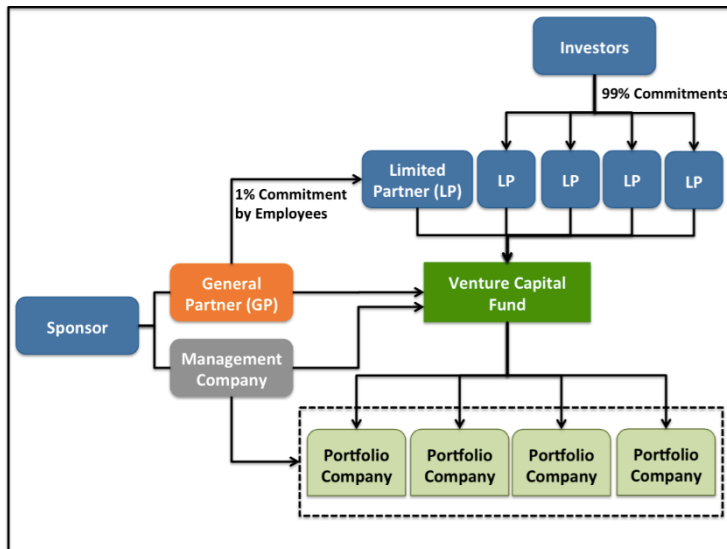 Investors
99% Commitments
Limited
Partner (LP)
LP
LP
LP
LP
1% Commitment
by Employees
General
Partner (GP)
Venture Capital
Fund
Sponsor
Management
Company
Portfolio
Company
Portfolio
Company
Portfolio
Company
Portfolio
Company